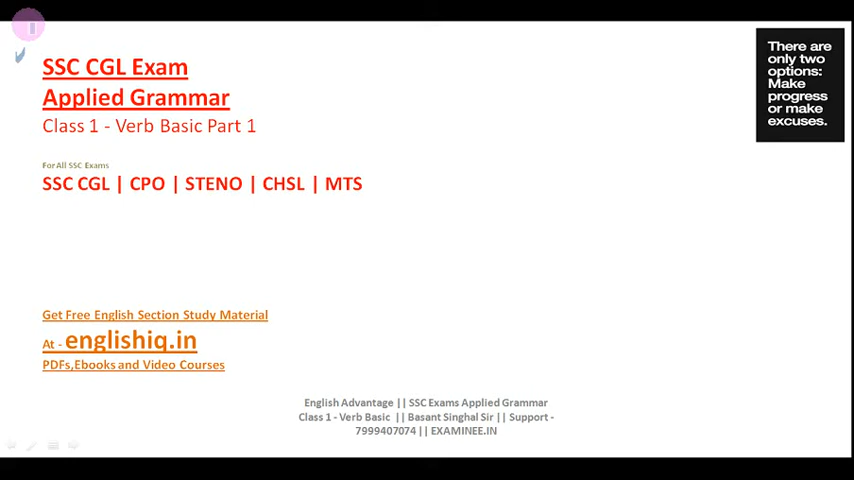 SSC CGL Exam
Applied Grammar
Class 1 - Verb Basic Part 1
For All SSC Exams
SSC CGL | CPO | STENO | CHSL | MTS
There are
only two
options:
Make
progress
or make
excuses.
Get Free English Section Study Material
At - englishiq.in
PDFs,Ebooks and Video Courses
English Advantage || SSC Exams Applied Grammar
Class 1 - Verb Basic || Basant Singhal Sir || Support -
7999407074 || EXAMINEE.IN